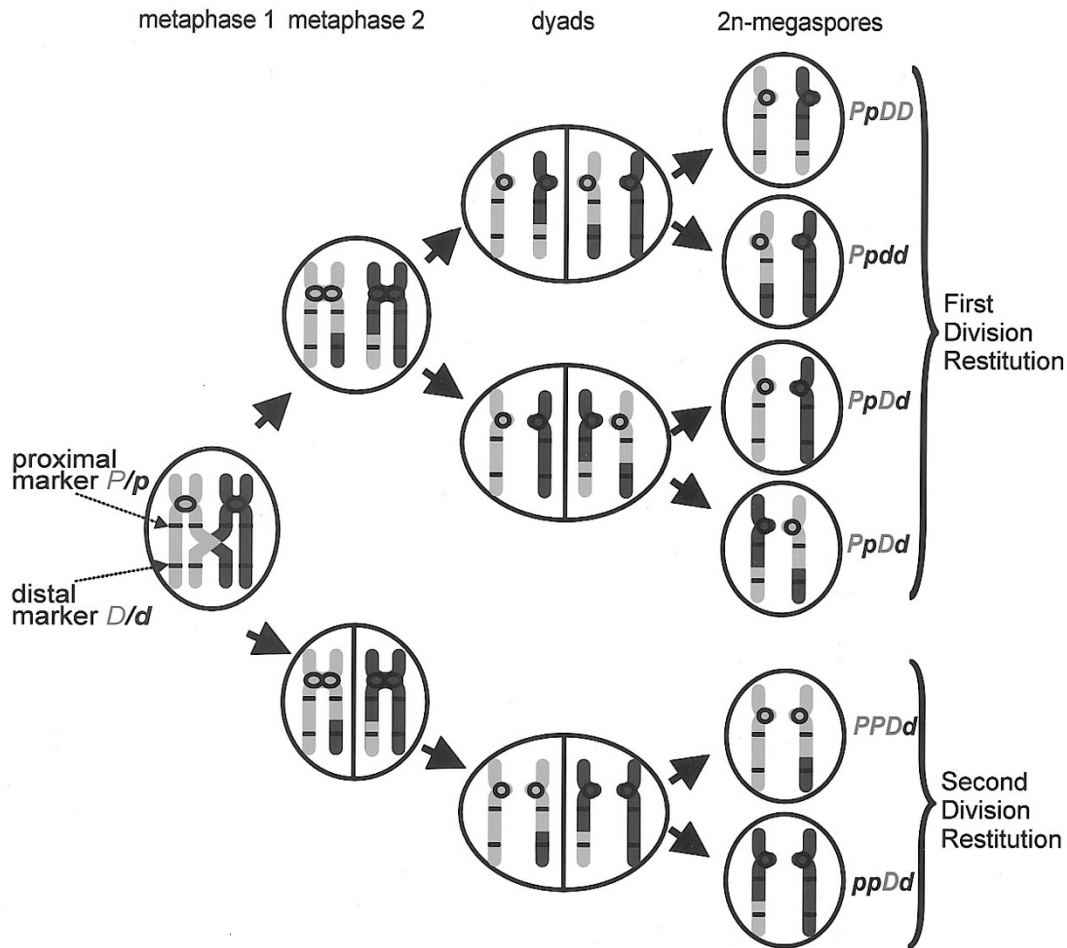 metaphase 1 metaphase 2 dyads 2n-megaspores
PpDD
Ppdd
First
Division
Restitution
PpDd
proximal
marker P/p
PpDd
distal
marker D/d
PPDd
Second
Division
Restitution
ppDd